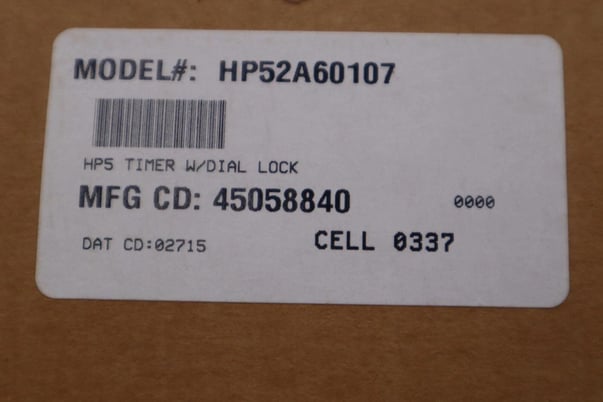 MODEL#: HP52A60107
HP5 TIMER W/DIAL LOCK
MFG CD: 45058840 0000
DAT CD:02715 CELL 0337